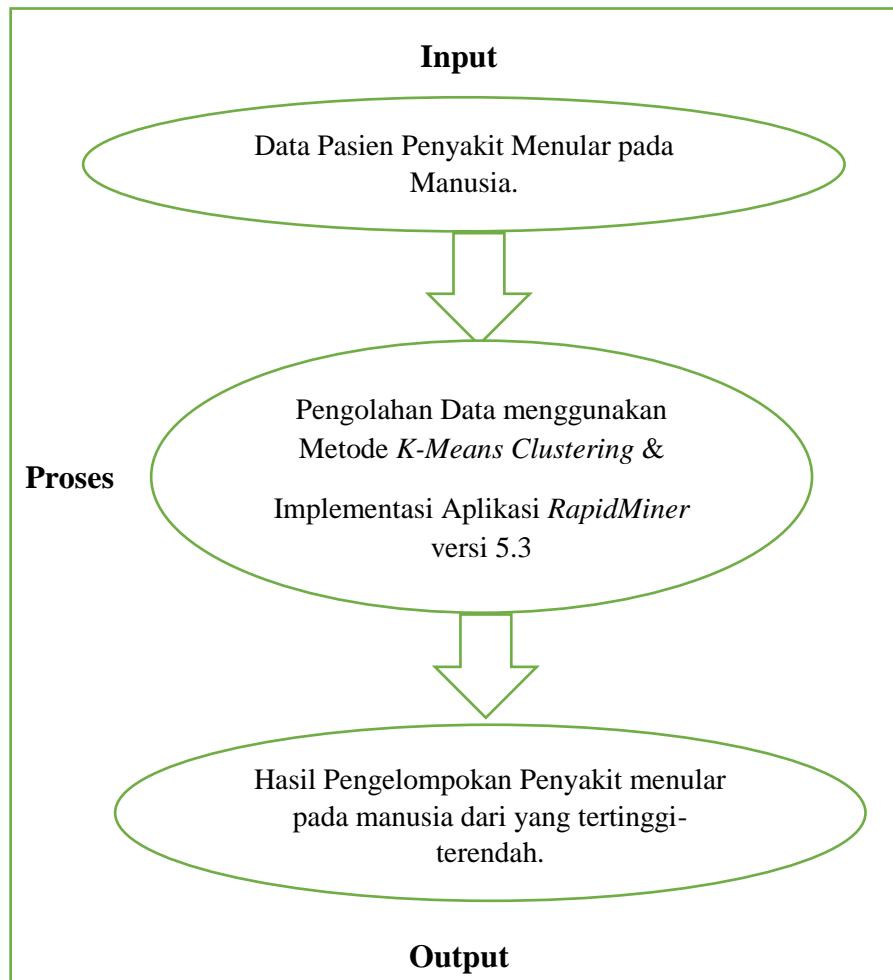 Input
Data Pasien Penyakit Menular pada
Manusia.
Pengolahan Data menggunakan
Metode K-Means Clustering &
Proses
Implementasi Aplikasi RapidMiner
versi 5.3
Hasil Pengelompokan Penyakit menular
pada manusia dari yang tertinggi-
terendah.
Output